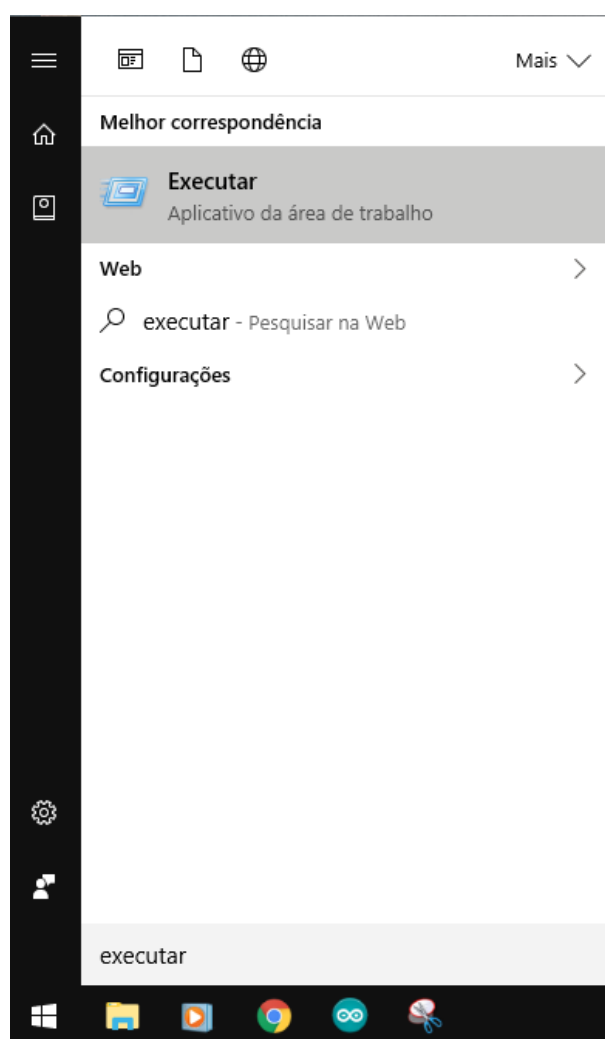 Mais
Melhor correspondência
Executar
Aplicativo da área de trabalho
Web
executar - Pesquisar na Web
Configurações
executar